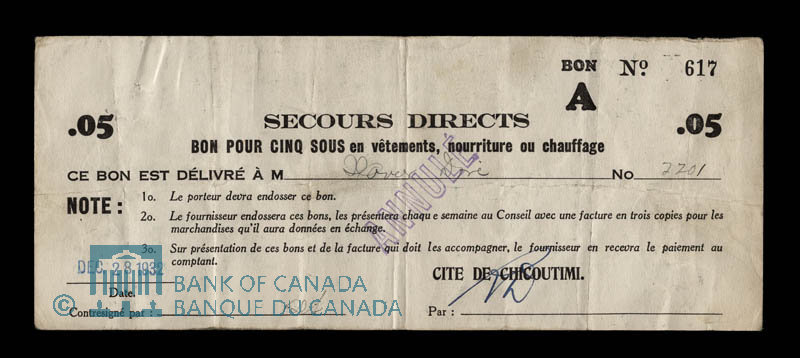 BON Nº 617
A
.05 SECOURS DIRECTS .05
BON POUR CINQ SOUS en vêtements, nourriture ou chauffage
CE BON EST DÉLIVRÉ À M No 2201
ANNULÉ
NOTE: 1o. Le porteur devra endosser ce bon.
2o. Le fournisseur endossera ces bons, les présentera chaque semaine au Conseil avec une facture en trois copies pour les
marchandises qu'il aura données en échange.
3o. Sur présentation de ces bons et de la facture qui doit les accompagner, le fournisseur en recevra le paiement au
comptant.
DEC 28 1932
CITE DE CHICOUTIMI.
Date.
© BANK OF CANADA
BANQUE DU CANADA
Contresigné par : Par :